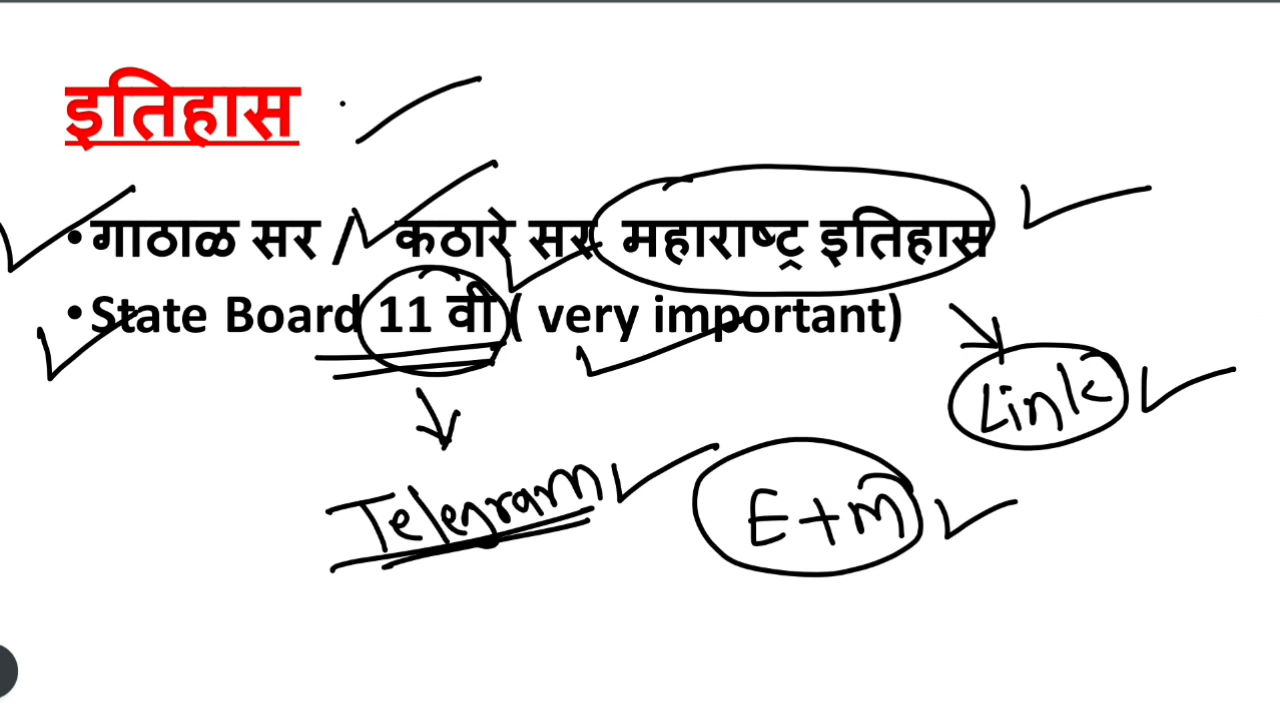 इतिहास
• गाठाळ सर / कठारे सर महाराष्ट्र इतिहास
• State Board 11 वी ( very important)
Link
Telegram
E+m